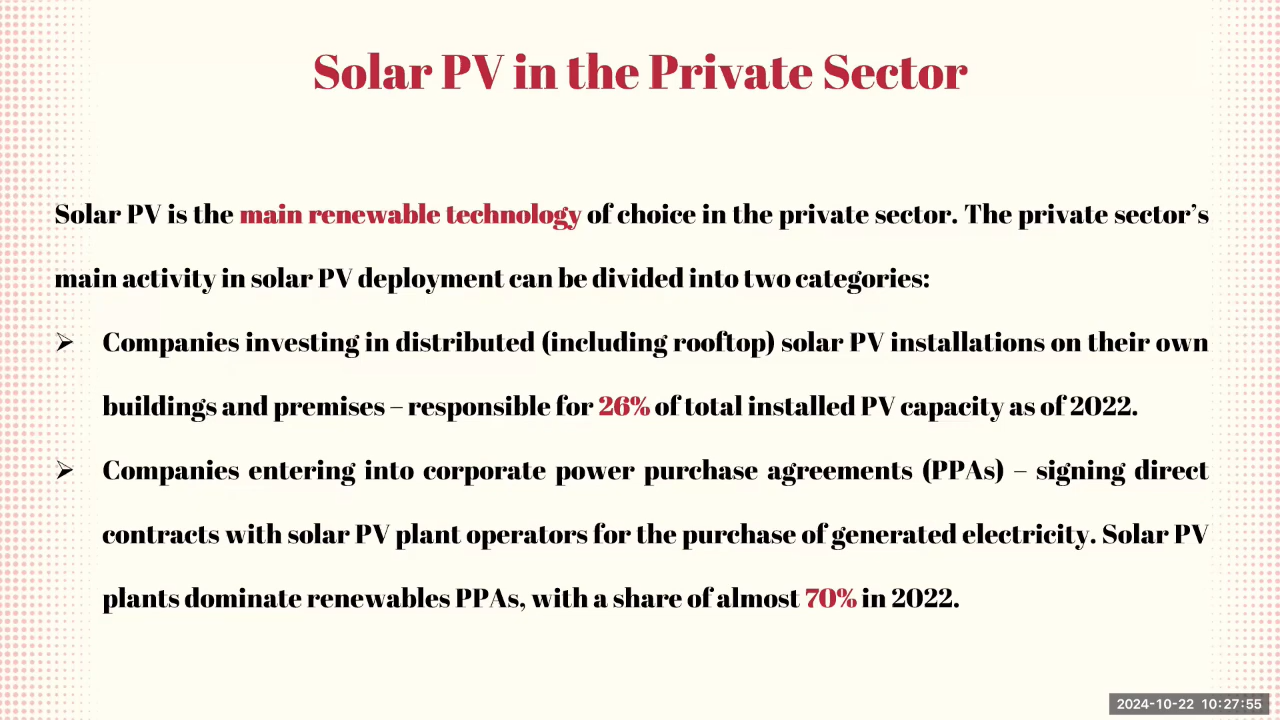 Solar PV in the Private Sector
Solar PV is the main renewable technology of choice in the private sector. The private sector’s
main activity in solar PV deployment can be divided into two categories:
➢ Companies investing in distributed (including rooftop) solar PV installations on their own
buildings and premises – responsible for 26% of total installed PV capacity as of 2022.
➢ Companies entering into corporate power purchase agreements (PPAs) – signing direct
contracts with solar PV plant operators for the purchase of generated electricity. Solar PV
plants dominate renewables PPAs, with a share of almost 70% in 2022.
2024-10-22 10:27:55